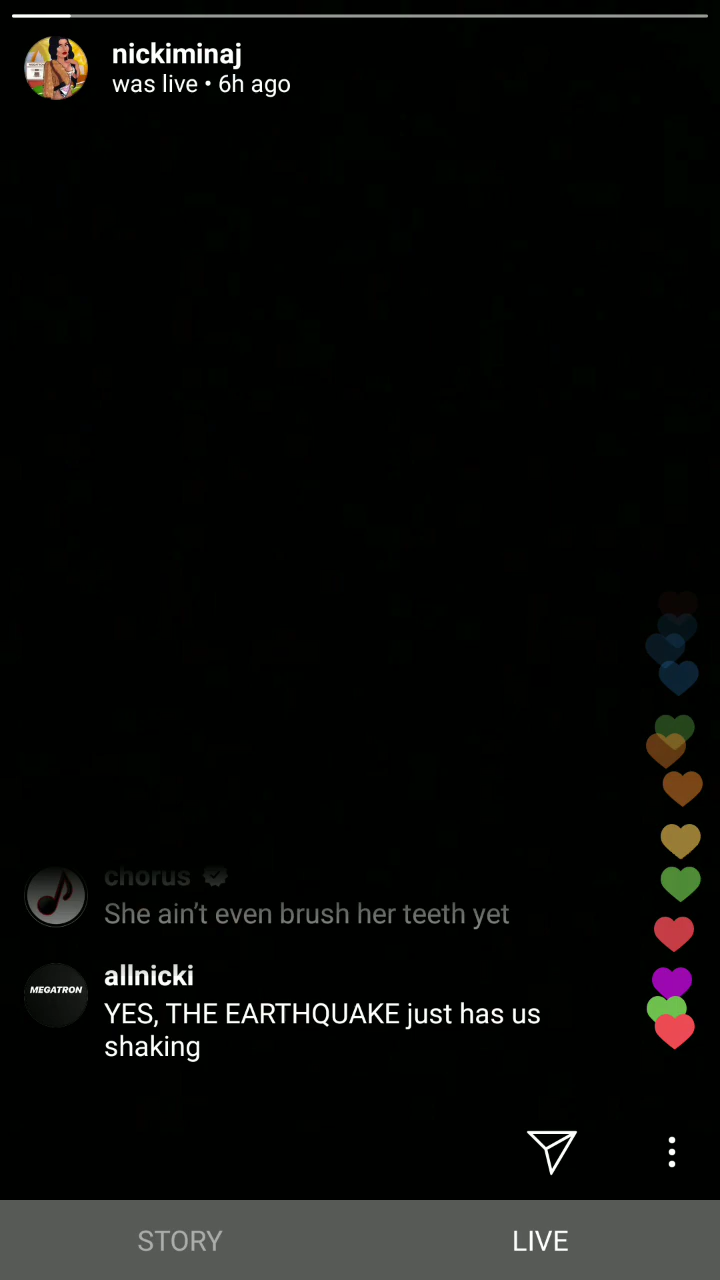 nickiminaj
was live • 6h ago
chorus
She ain't even brush her teeth yet
MEGATRON
allnicki
YES, THE EARTHQUAKE just has us
shaking
STORY
LIVE